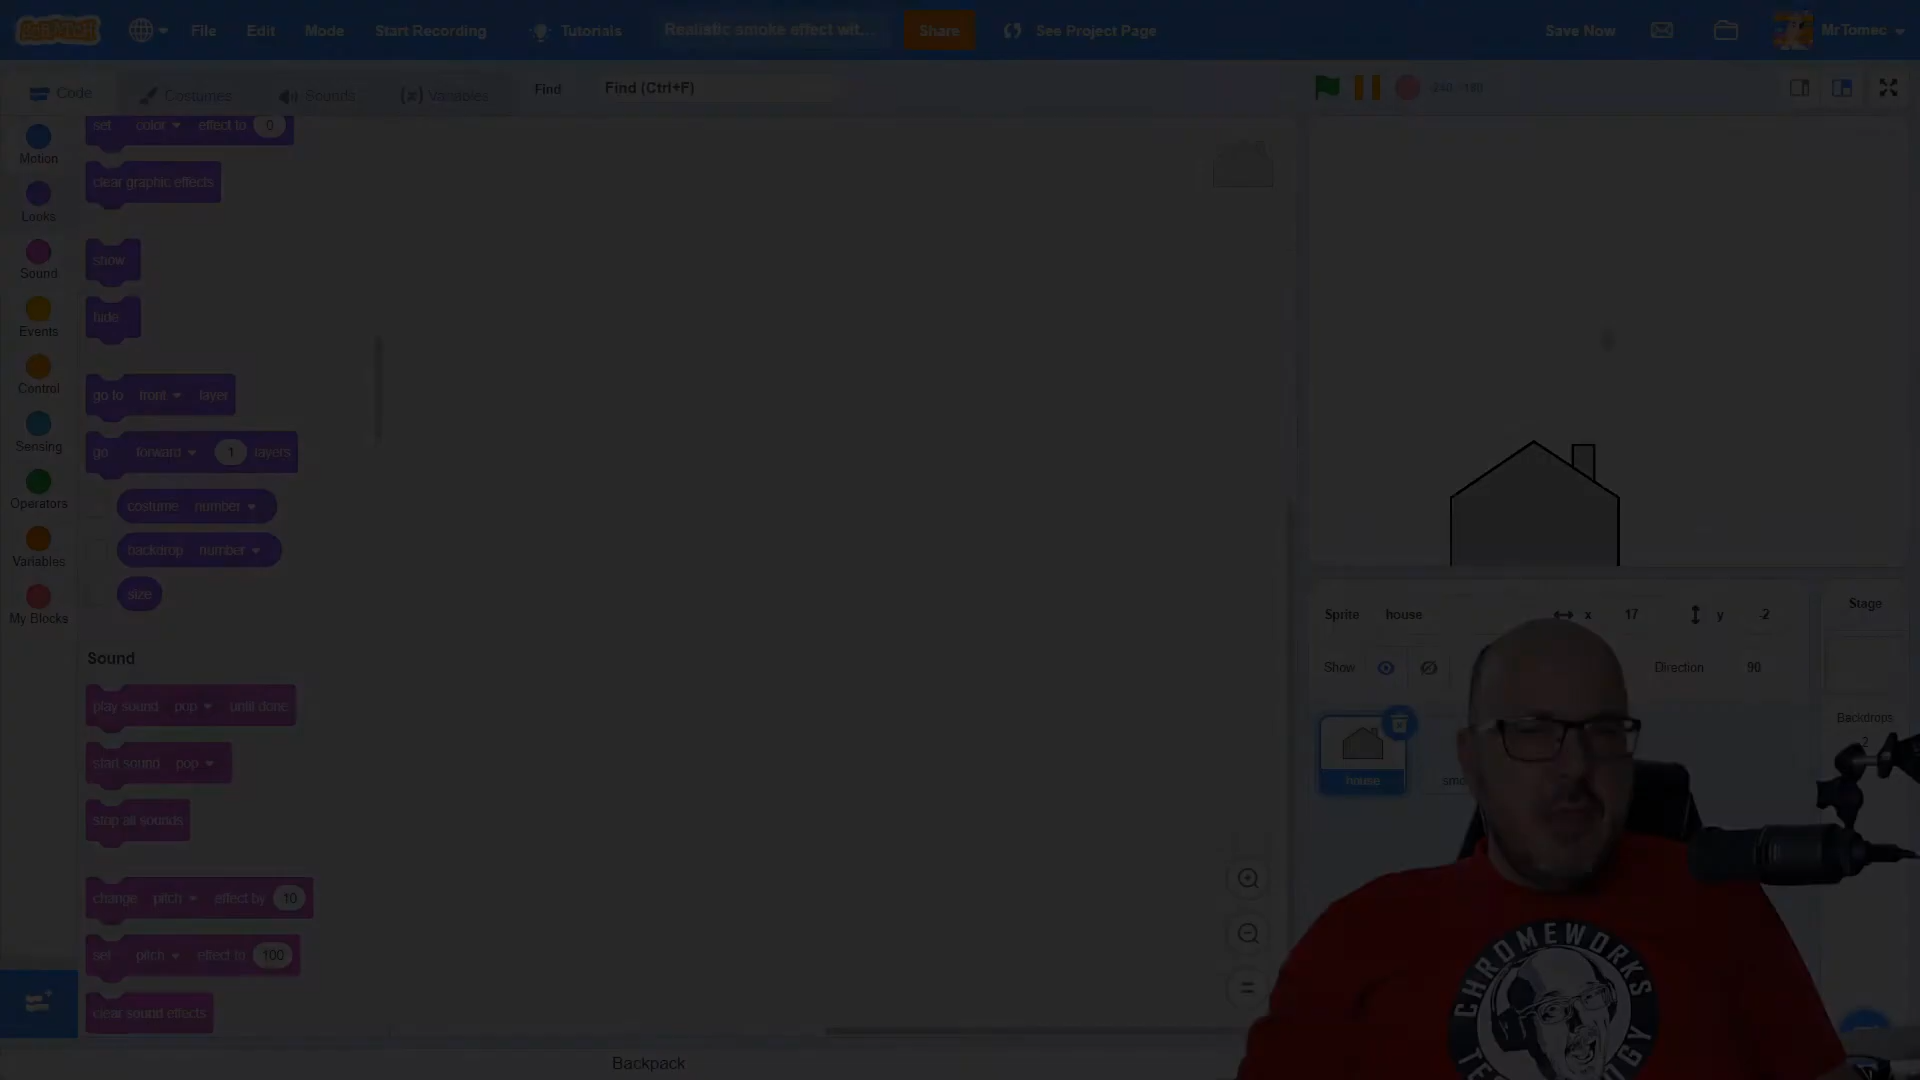 SCRATCH
File Edit Mode Start Recording Tutorials Realistic smoke effect wit... Share See Project Page Save Now MrTomec
Code Costumes Sounds (x) Variables Find Find (Ctrl+F)
Motion
Looks
Sound
Events
Control
Sensing
Operators
Variables
My Blocks
set color effect to 0
clear graphic effects
show
hide
go to front layer
go forward 1 layers
costume number
backdrop number
size
Sound
play sound pop until done
start sound pop
stop all sounds
change pitch effect by 10
set pitch effect to 100
clear sound effects
Backpack
Sprite house x 17 y -2
Show Direction 90
house
Stage
Backdrops
2
CHROMEWORKS